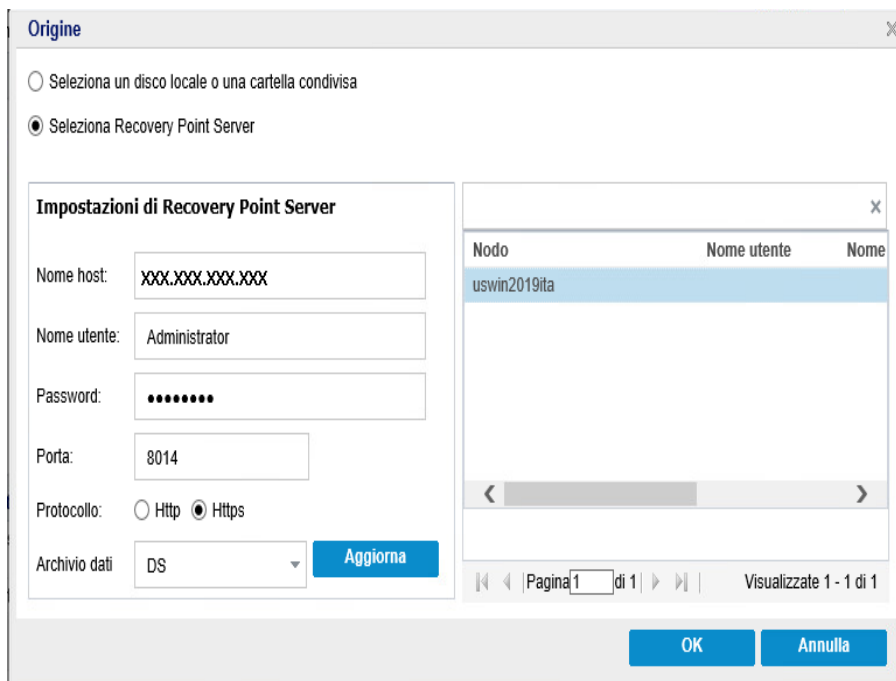 Origine
Seleziona un disco locale o una cartella condivisa
Seleziona Recovery Point Server
Impostazioni di Recovery Point Server
Nome host: XXX.XXX.XXX.XXX
Nome utente: Administrator
Password: ••••••••
Porta: 8014
Protocollo: Http Https
Archivio dati DS Aggiorna
Nodo Nome utente Nome
uswin2019ita
Pagina 1 di 1 Visualizzate 1 - 1 di 1
OK Annulla